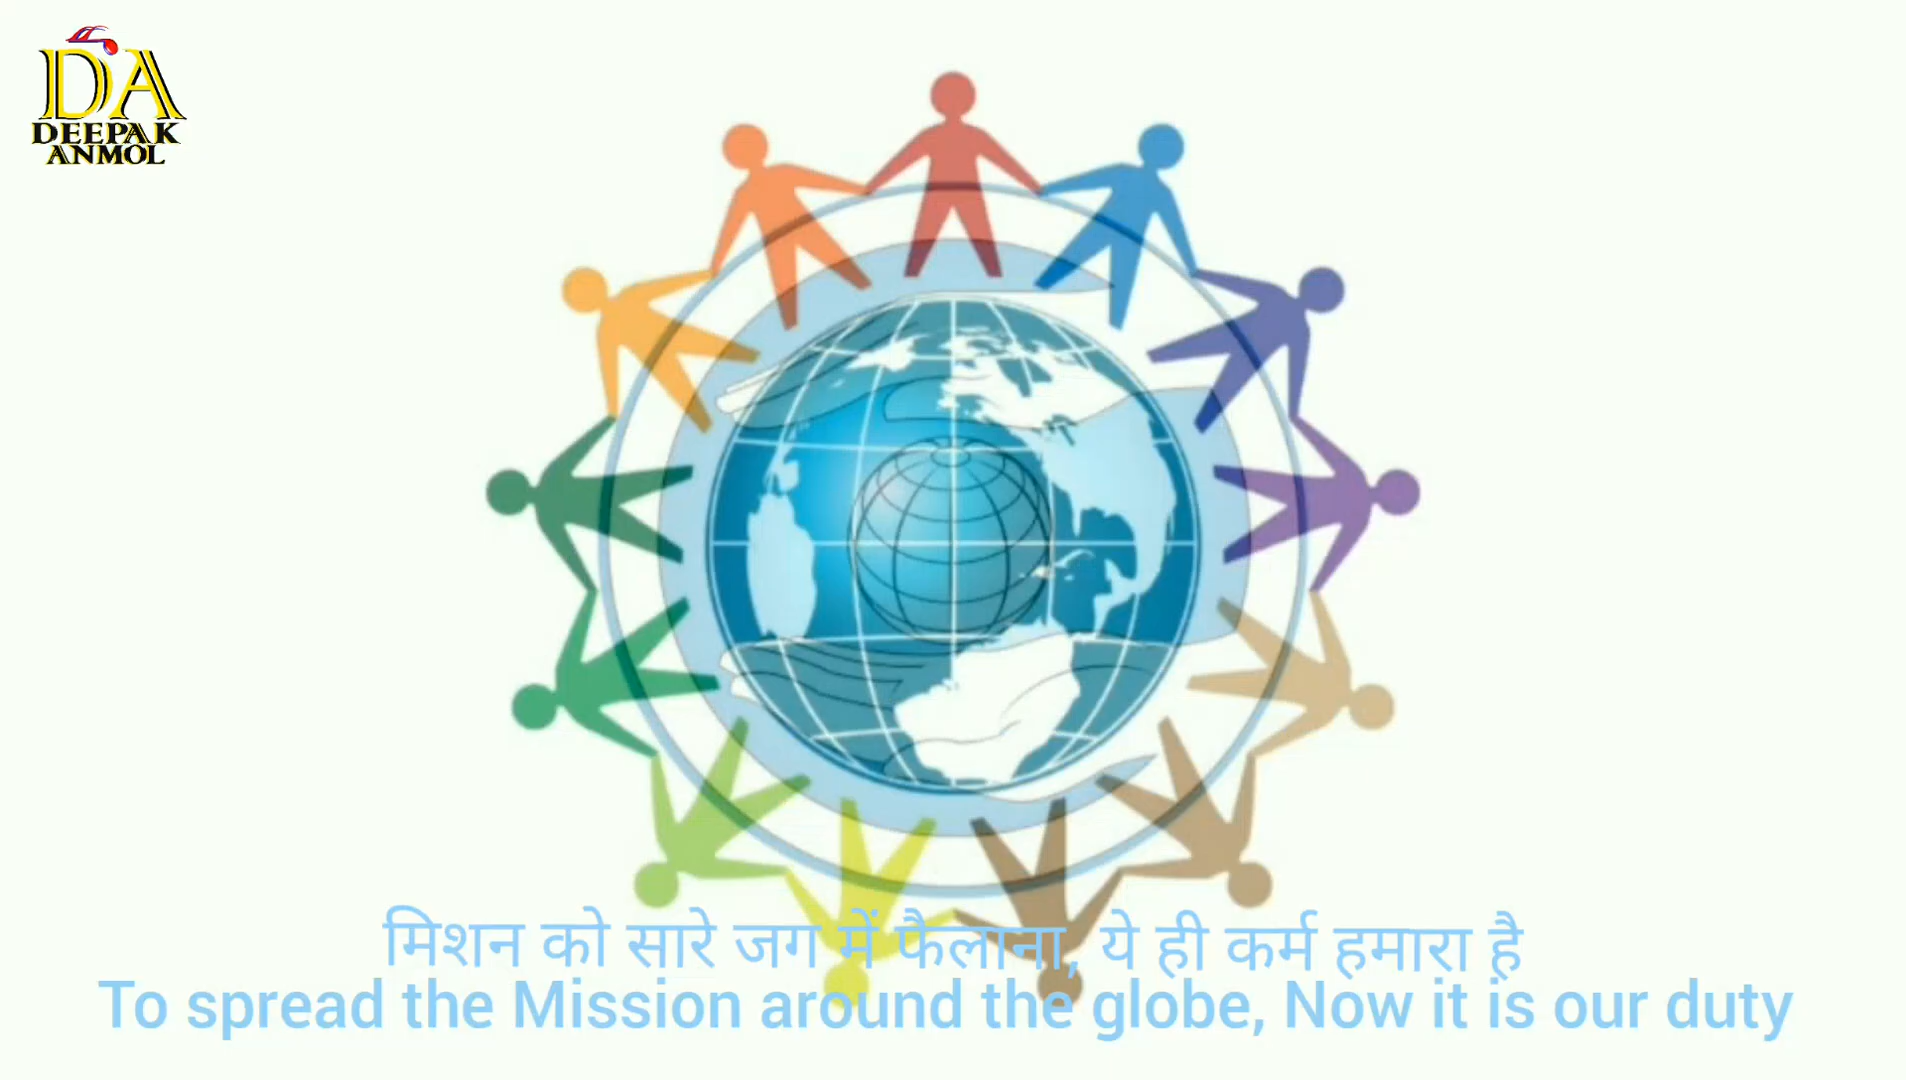 DA
DEEPAK
ANMOL
मिशन को सारे जग में फैलाना, ये ही कर्म हमारा है
To spread the Mission around the globe, Now it is our duty